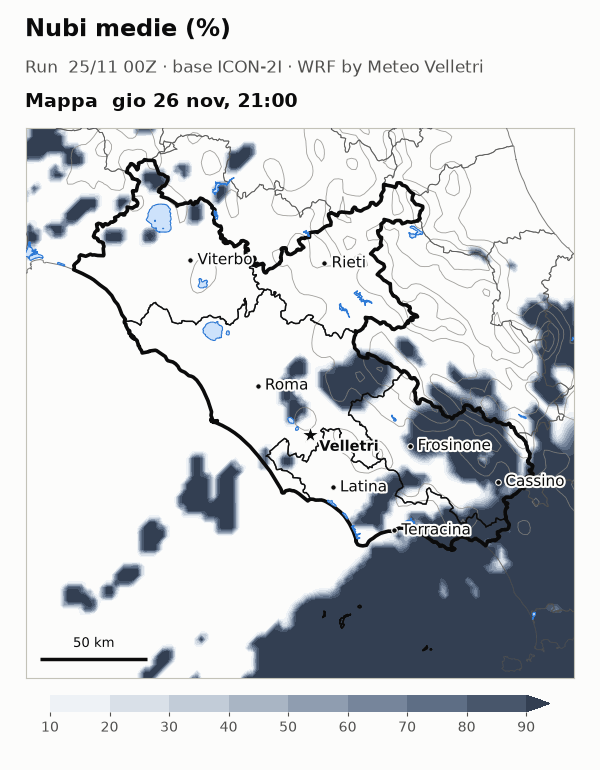 Nubi medie (%)
Run  25/11 00Z · base ICON-2I · WRF by Meteo Velletri
Mappa  gio 26 nov, 21:00
Viterbo
Rieti
Roma
Velletri
Frosinone
Latina
Cassino
Terracina
50 km
10 20 30 40 50 60 70 80 90